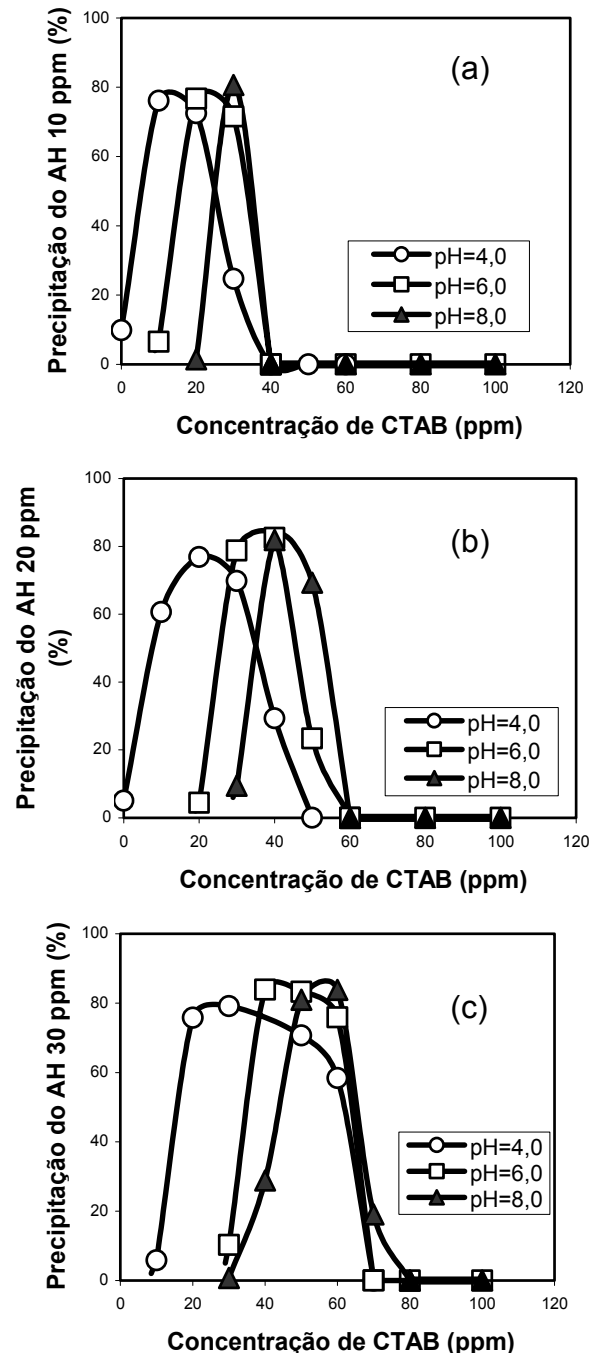 100
80
60
40
20
0
Precipitação do AH 10 ppm (%)
(a)
pH=4,0
pH=6,0
pH=8,0
0 20 40 60 80 100 120
Concentração de CTAB (ppm)
100
80
60
40
20
0
Precipitação do AH 20 ppm
(%)
(b)
pH=4,0
pH=6,0
pH=8,0
0 20 40 60 80 100 120
Concentração de CTAB (ppm)
100
80
60
40
20
0
Precipitação do AH 30 ppm (%)
(c)
pH=4,0
pH=6,0
pH=8,0
0 20 40 60 80 100 120
Concentração de CTAB (ppm)